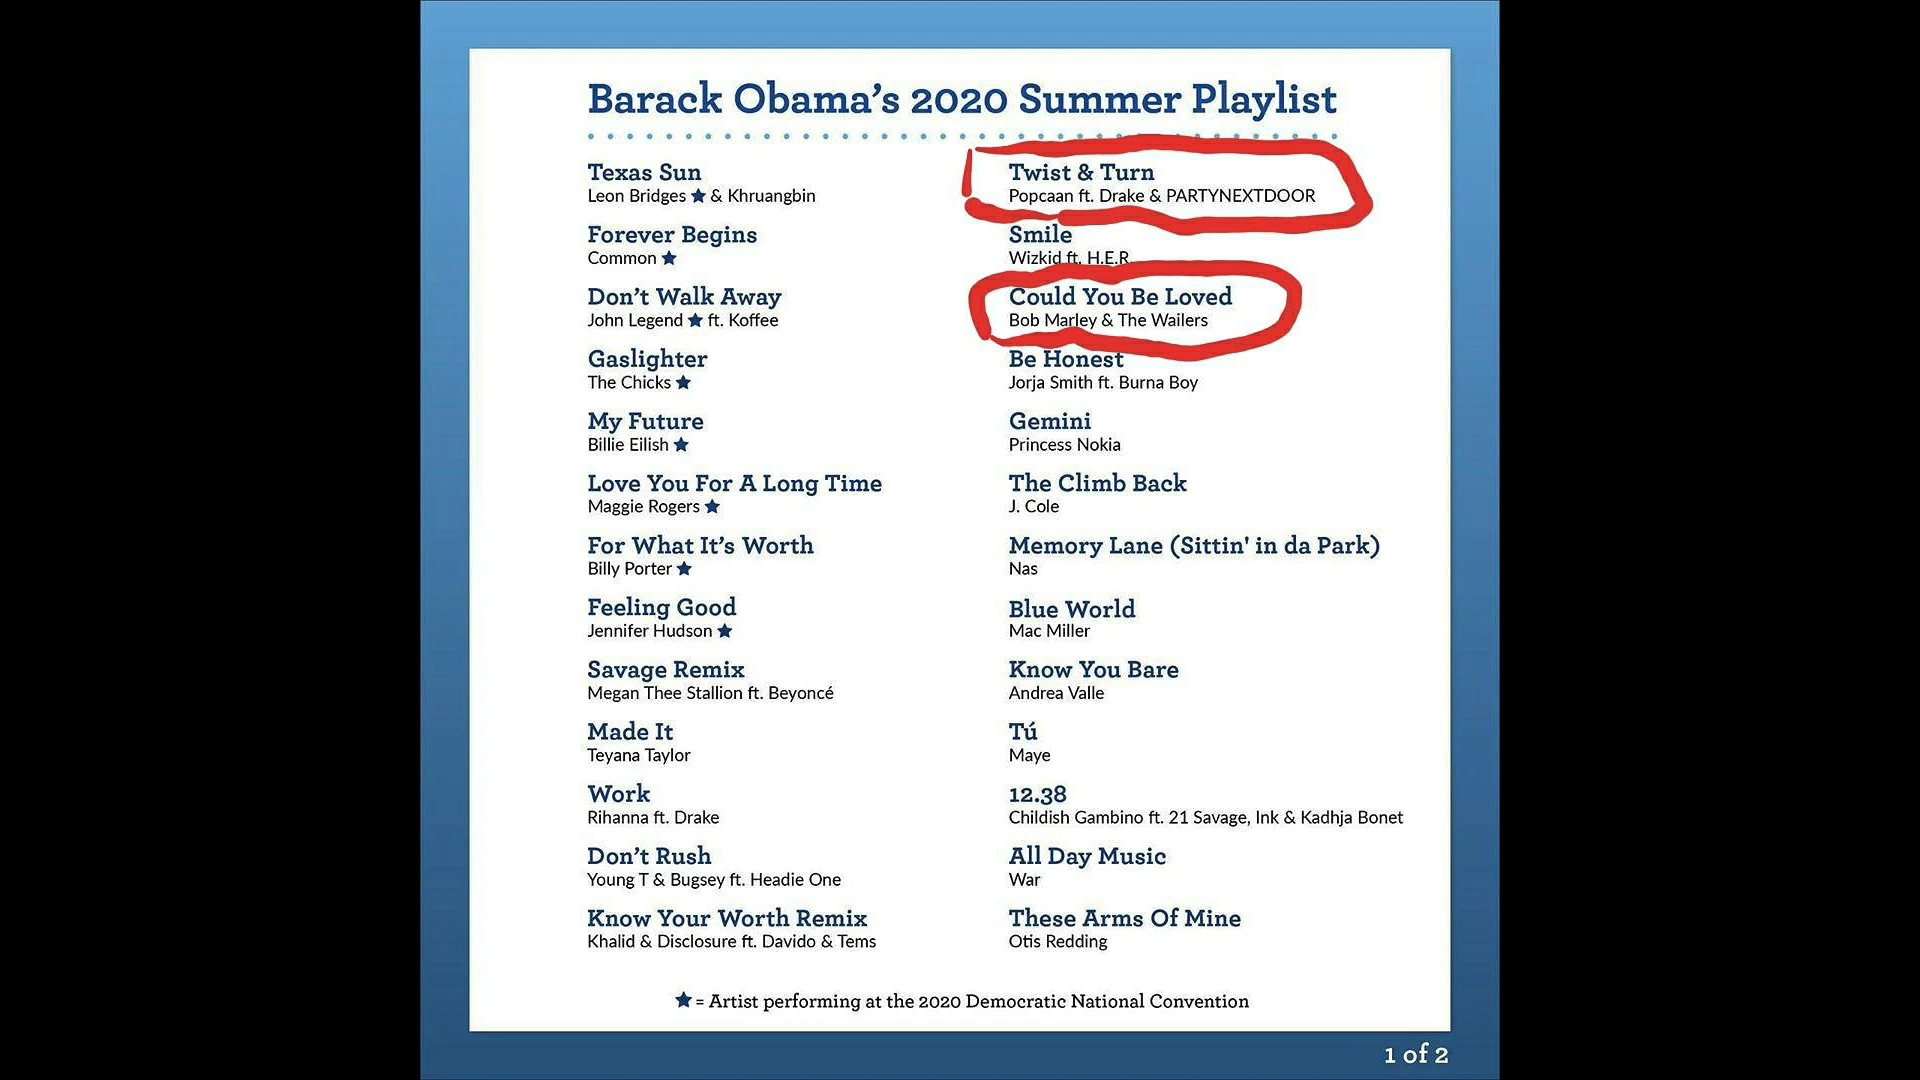 Barack Obama's 2020 Summer Playlist
Texas Sun
Leon Bridges ★ & Khruangbin
Forever Begins
Common ★
Don't Walk Away
John Legend ★ ft. Koffee
Gaslighter
The Chicks ★
My Future
Billie Eilish ★
Love You For A Long Time
Maggie Rogers ★
For What It's Worth
Billy Porter ★
Feeling Good
Jennifer Hudson ★
Savage Remix
Megan Thee Stallion ft. Beyoncé
Made It
Teyana Taylor
Work
Rihanna ft. Drake
Don't Rush
Young T & Bugsey ft. Headie One
Know Your Worth Remix
Khalid & Disclosure ft. Davido & Tems
Twist & Turn
Popcaan ft. Drake & PARTYNEXTDOOR
Smile
Wizkid ft. H.E.R.
Could You Be Loved
Bob Marley & The Wailers
Be Honest
Jorja Smith ft. Burna Boy
Gemini
Princess Nokia
The Climb Back
J. Cole
Memory Lane (Sittin' in da Park)
Nas
Blue World
Mac Miller
Know You Bare
Andrea Valle
Tú
Maye
12.38
Childish Gambino ft. 21 Savage, Ink & Kadhja Bonet
All Day Music
War
These Arms Of Mine
Otis Redding
★ = Artist performing at the 2020 Democratic National Convention
1 of 2